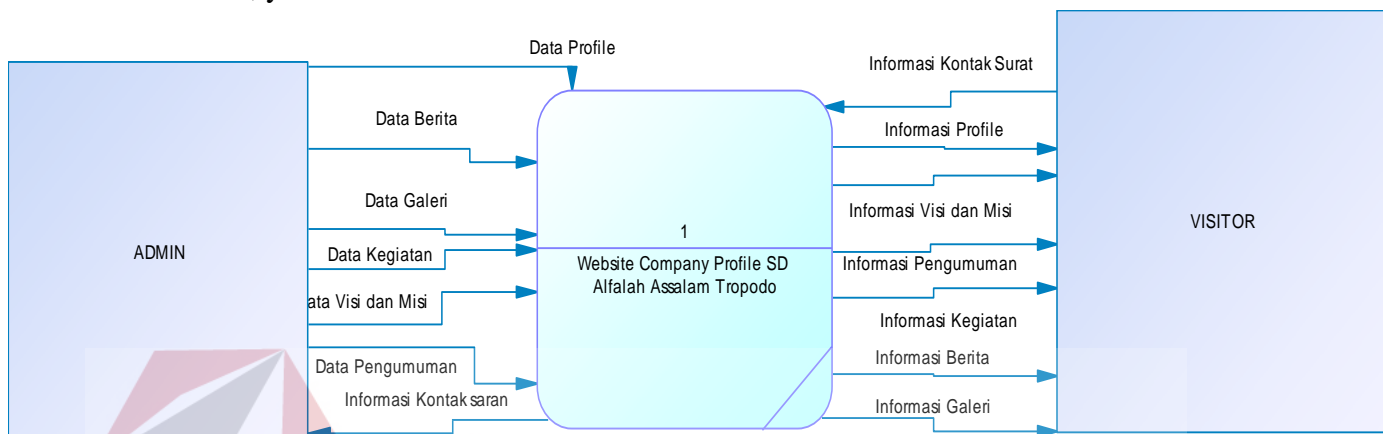 Data Profile
Informasi Kontak Surat
Data Berita
Informasi Profile
Data Galeri
Informasi Visi dan Misi
ADMIN
1
VISITOR
Data Kegiatan
Website Company Profile SD
Alfalah Assalam Tropodo
Informasi Pengumuman
ata Visi dan Misi
Informasi Kegiatan
Data Pengumuman
Informasi Berita
Informasi Kontak saran
Informasi Galeri